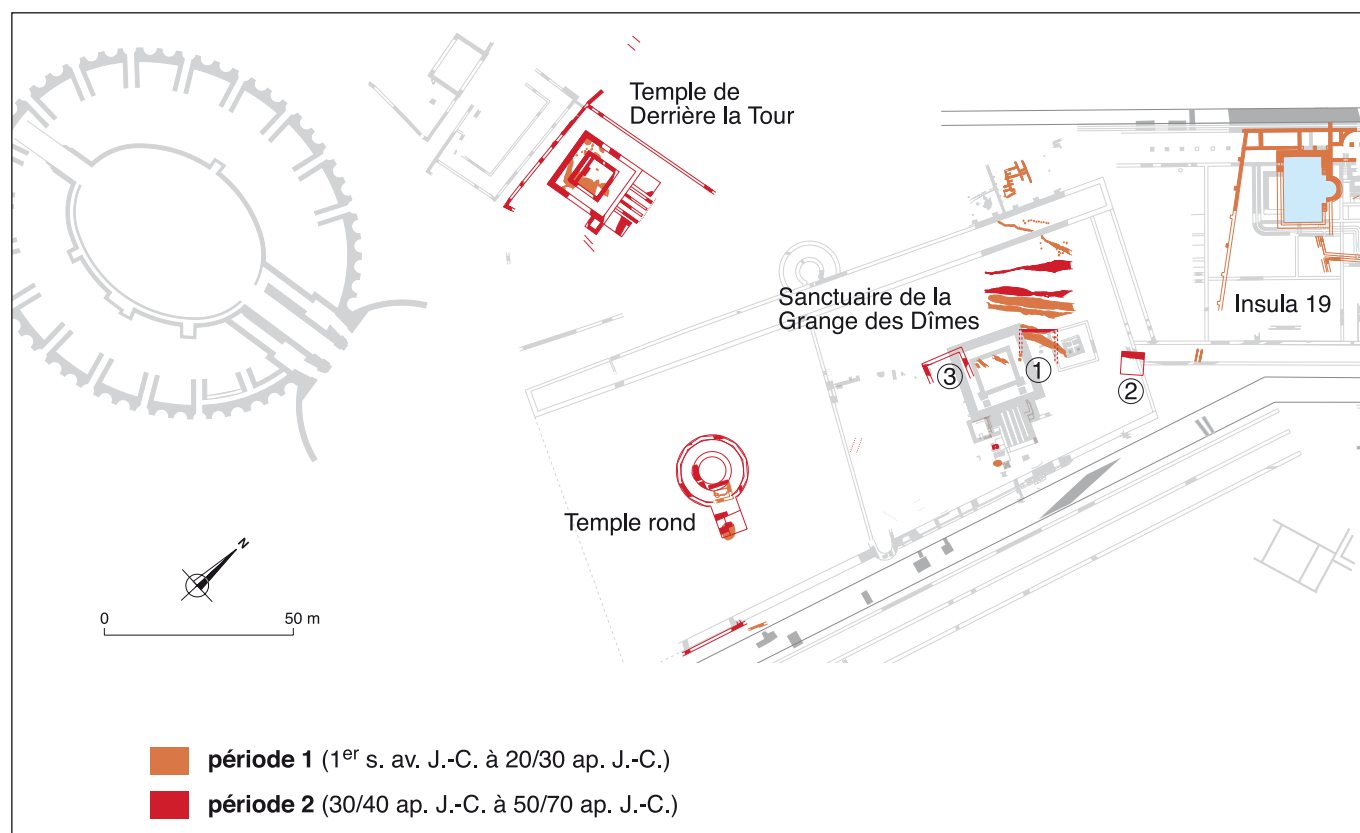 Temple de
Derrière la Tour
Sanctuaire de la
Grange des Dîmes
Insula 19
① 
②
③
Temple rond
N
0 50 m
période 1 (1er s. av. J.-C. à 20/30 ap. J.-C.)
période 2 (30/40 ap. J.-C. à 50/70 ap. J.-C.)